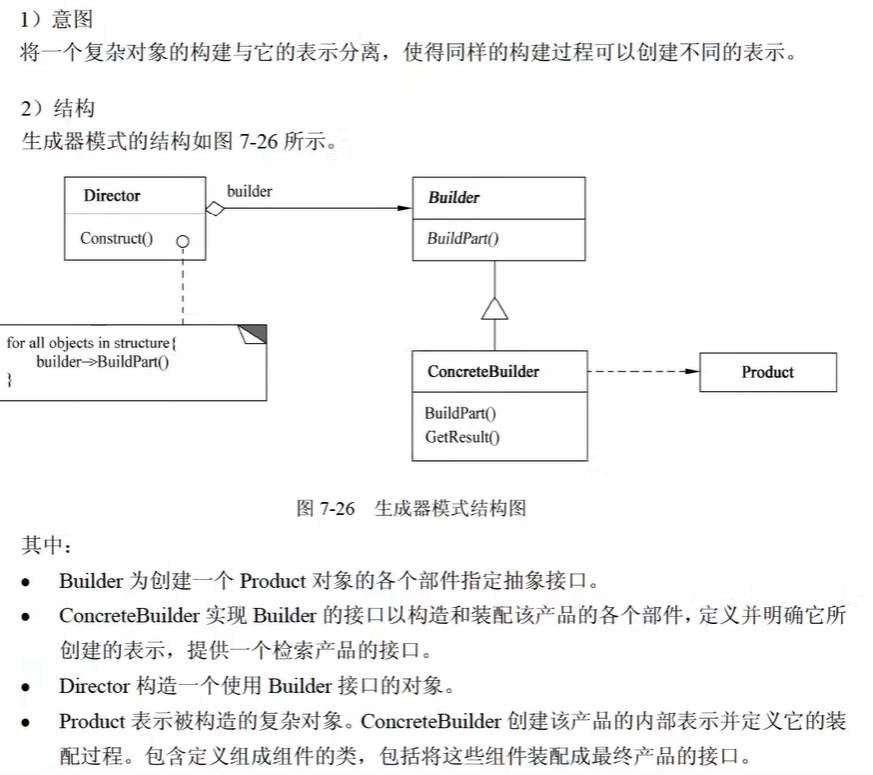 1）意图
将一个复杂对象的构建与它的表示分离，使得同样的构建过程可以创建不同的表示。
2）结构
生成器模式的结构如图 7-26 所示。
Director
Construct()
builder
Builder
BuildPart()
for all objects in structure{
builder->BuildPart()
}
ConcreteBuilder
BuildPart()
GetResult()
Product
图 7-26 生成器模式结构图
其中：
● Builder 为创建一个 Product 对象的各个部件指定抽象接口。
● ConcreteBuilder 实现 Builder 的接口以构造和装配该产品的各个部件，定义并明确它所
创建的表示，提供一个检索产品的接口。
● Director 构造一个使用 Builder 接口的对象。
● Product 表示被构造的复杂对象。ConcreteBuilder 创建该产品的内部表示并定义它的装
配过程。包含定义组成组件的类，包括将这些组件装配成最终产品的接口。